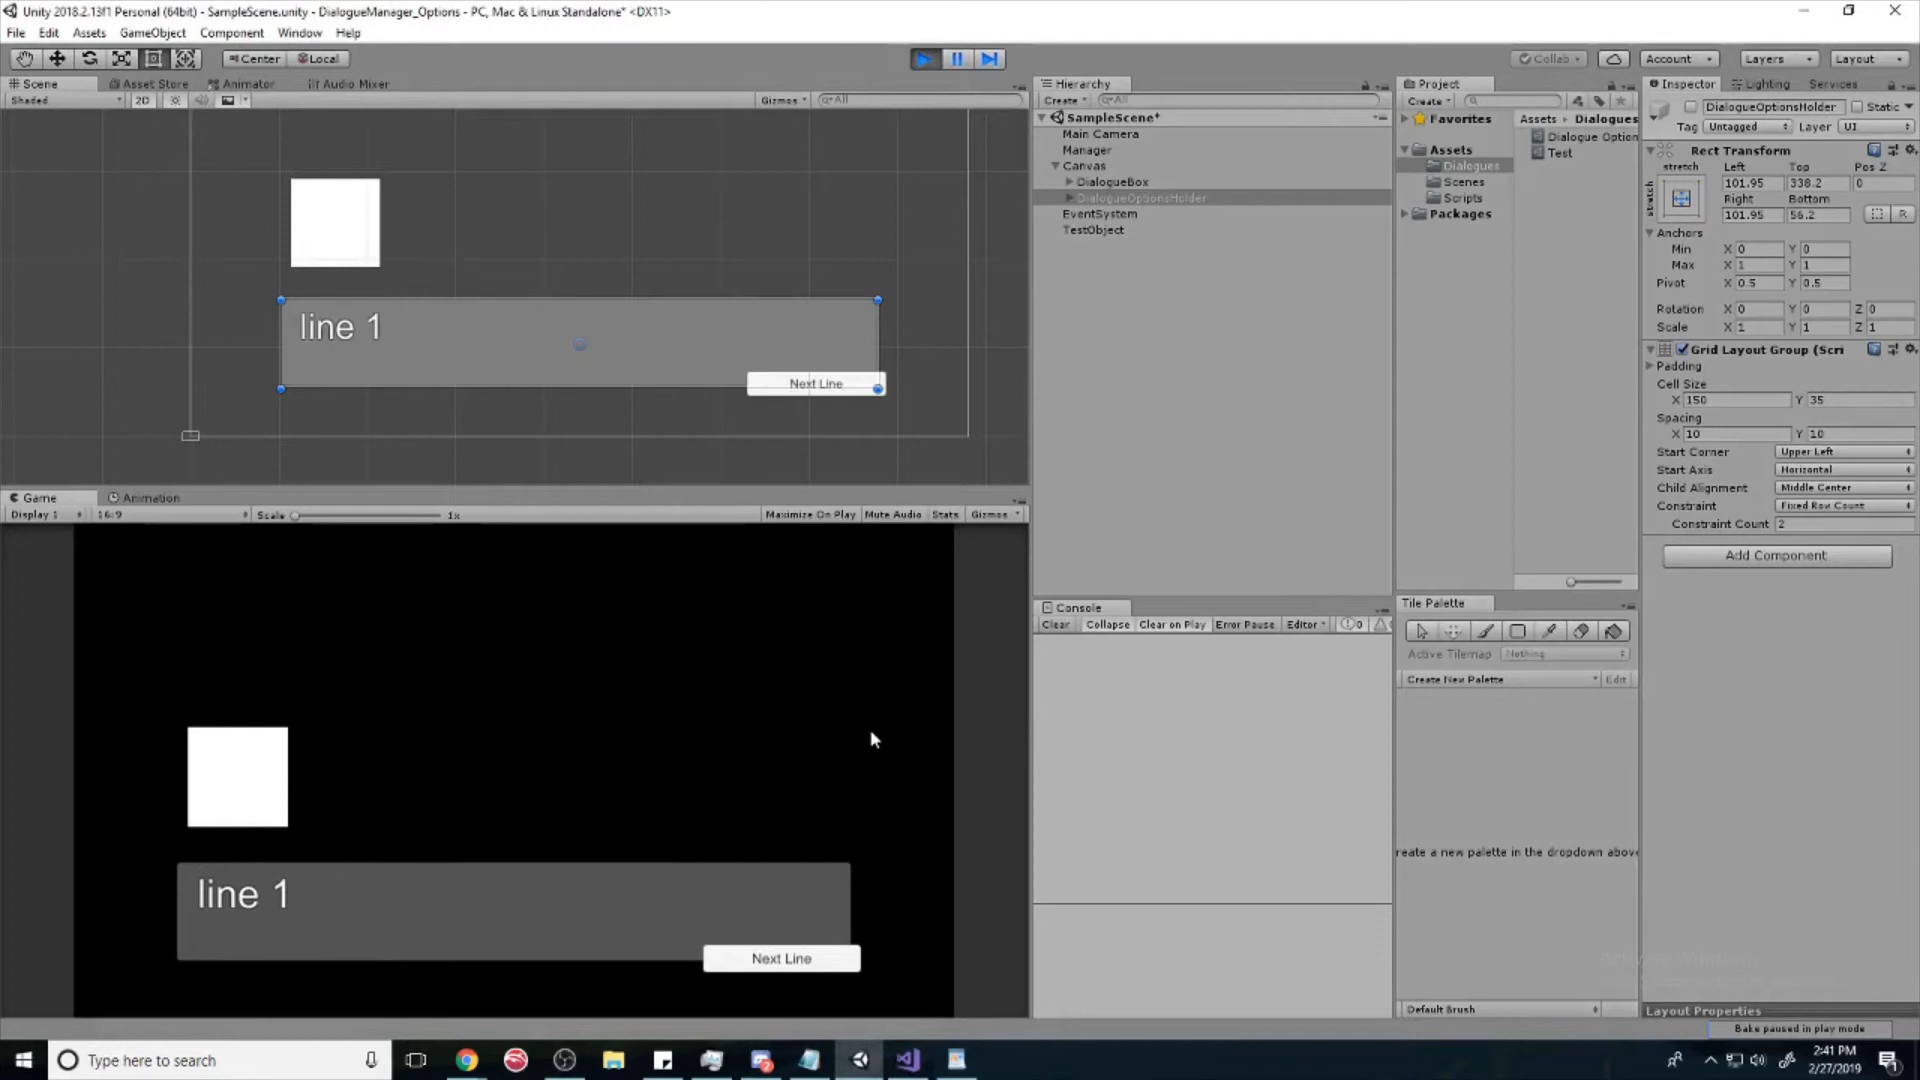 Unity 2018.2.13f1 Personal (64bit) - SampleScene.unity - DialogueManager_Options - PC, Mac & Linux Standalone* <DX11>
File Edit Assets GameObject Component Window Help
Center Local
Collab Account Layers Layout
Scene Asset Store Animator Audio Mixer
Shaded 2D Gizmos All
line 1
Next Line
Game Animation
Display 1 16:9 Scale 1x Maximize On Play Mute Audio Stats Gizmos
line 1
Next Line
Hierarchy
Create All
SampleScene*
Main Camera
Manager
Canvas
DialogueBox
DialogueOptionsHolder
EventSystem
TestObject
Console
Clear Collapse Clear on Play Error Pause Editor 0
Project
Create
Favorites
Assets
Dialogues
Scenes
Scripts
Packages
Assets Dialogues
Dialogue Option
Test
Tile Palette
Active Tilemap Nothing
Create New Palette Edit
reate a new palette in the dropdown above
Default Brush
Inspector Lighting Services
DialogueOptionsHolder Static
Tag Untagged Layer UI
Rect Transform
stretch Left Top Pos Z
stretch 101.95 338.2 0
Right Bottom
101.95 56.2 R
Anchors
Min X 0 Y 0
Max X 1 Y 1
Pivot X 0.5 Y 0.5
Rotation X 0 Y 0 Z 0
Scale X 1 Y 1 Z 1
Grid Layout Group (Scri
Padding
Cell Size
X 150 Y 35
Spacing
X 10 Y 10
Start Corner Upper Left
Start Axis Horizontal
Child Alignment Middle Center
Constraint Fixed Row Count
Constraint Count 2
Add Component
Layout Properties
Bake paused in play mode
Type here to search
2:41 PM
2/27/2019